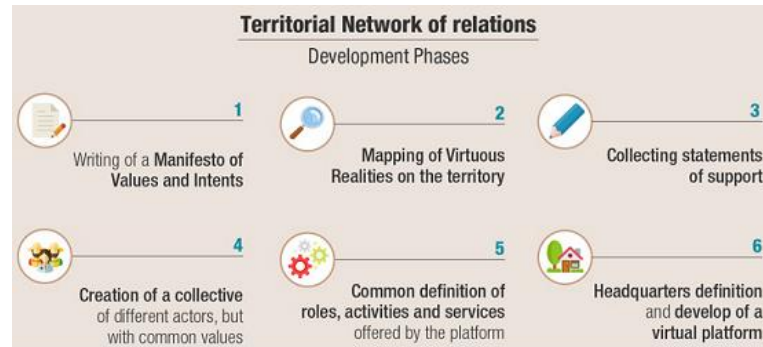 Territorial Network of relations
Development Phases
1
Writing of a Manifesto of
Values and Intents
2
Mapping of Virtuous
Realities on the territory
3
Collecting statements
of support
4
Creation of a collective
of different actors, but
with common values
5
Common definition of
roles, activities and services
offered by the platform
6
Headquarters definition
and develop of a
virtual platform